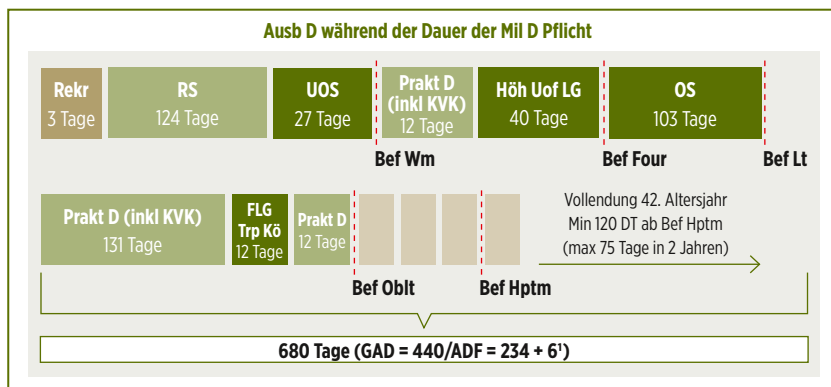 Ausb D während der Dauer der Mil D Pflicht
Rekr
3 Tage
RS
124 Tage
UOS
27 Tage
Prakt D
(inkl KVK)
12 Tage
Höh Uof LG
40 Tage
OS
103 Tage
Bef Wm
Bef Four
Bef Lt
Prakt D (inkl KVK)
131 Tage
FLG
Trp Kö
12 Tage
Prakt D
12 Tage
Vollendung 42. Altersjahr
Min 120 DT ab Bef Hptm
(max 75 Tage in 2 Jahren)
Bef Oblt
Bef Hptm
680 Tage (GAD = 440/ADF = 234 + 6¹)